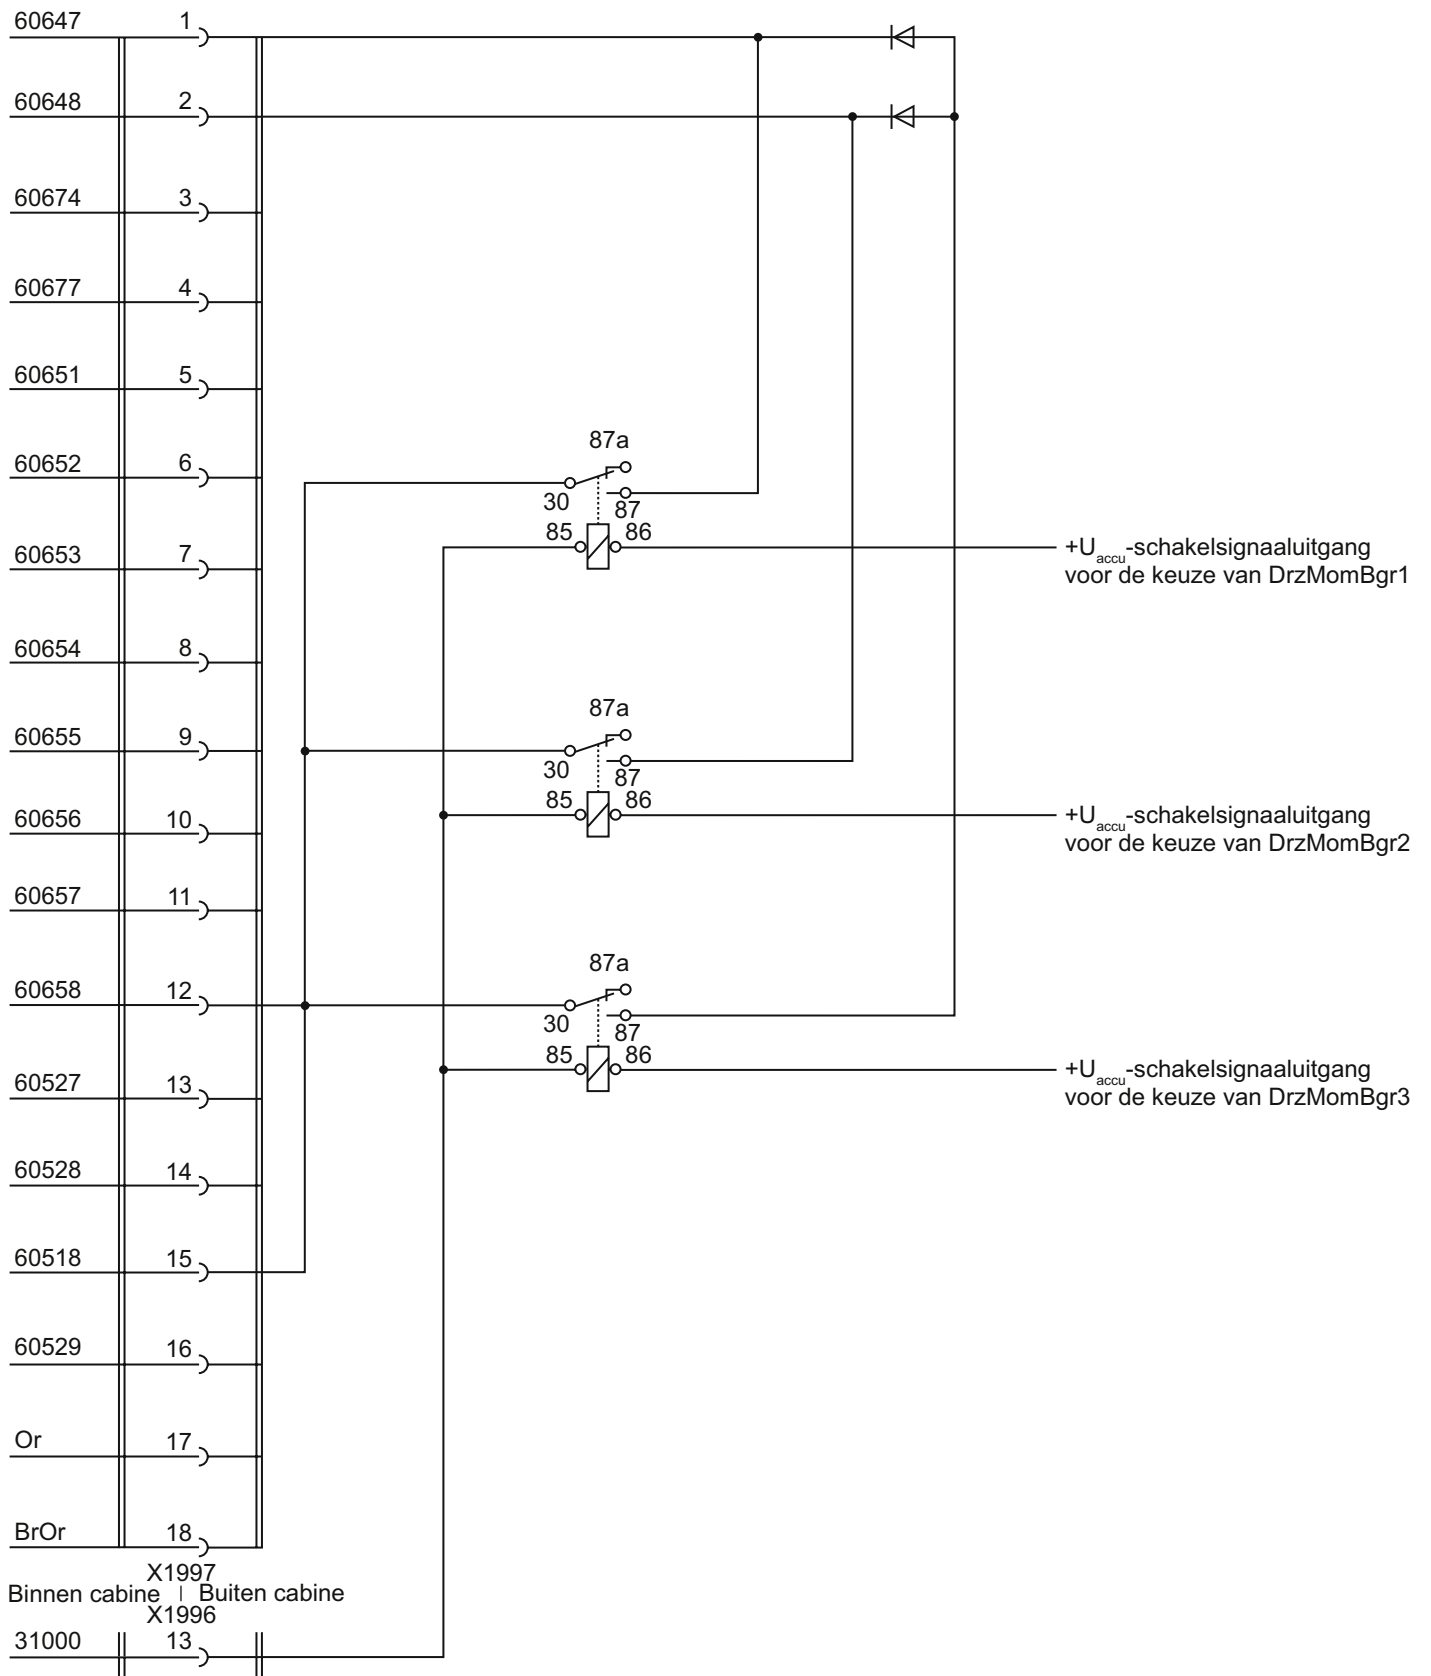 60647 1
60648 2
60674 3
60677 4
60651 5
60652 6
60653 7
60654 8
60655 9
60656 10
60657 11
60658 12
60527 13
60528 14
60518 15
60529 16
Or 17
BrOr 18
X1997
Binnen cabine Buiten cabine
X1996
31000 13
87a
30
87
85 86
+Uaccu-schakelsignaaluitgang
voor de keuze van DrzMomBgr1
87a
30
87
85 86
+Uaccu-schakelsignaaluitgang
voor de keuze van DrzMomBgr2
87a
30
87
85 86
+Uaccu-schakelsignaaluitgang
voor de keuze van DrzMomBgr3